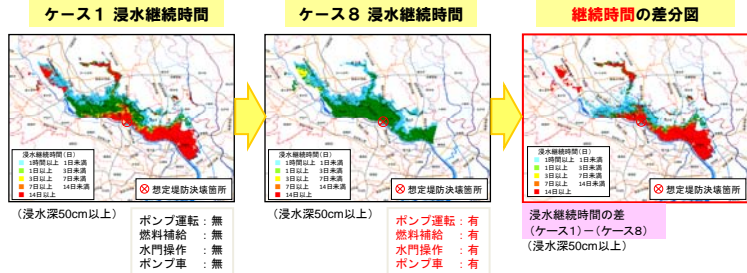 ケース1 浸水継続時間
ケース8 浸水継続時間
継続時間の差分図
浸水継続時間(日)
1時間以上 1日未満
1日以上 3日未満
3日以上 7日未満
7日以上 14日未満
14日以上
想定堤防決壊箇所
浸水継続時間(日)
1時間以上 1日未満
1日以上 3日未満
3日以上 7日未満
7日以上 14日未満
14日以上
想定堤防決壊箇所
浸水継続時間(日)
1時間以上 1日未満
1日以上 3日未満
3日以上 7日未満
7日以上 14日未満
14日以上
想定堤防決壊箇所
(浸水深50cm以上)
ポンプ運転:無
燃料補給 :無
水門操作 :無
ポンプ車 :無
(浸水深50cm以上)
ポンプ運転:有
燃料補給 :有
水門操作 :有
ポンプ車 :有
浸水継続時間の差
(ケース1)-(ケース8)
(浸水深50cm以上)